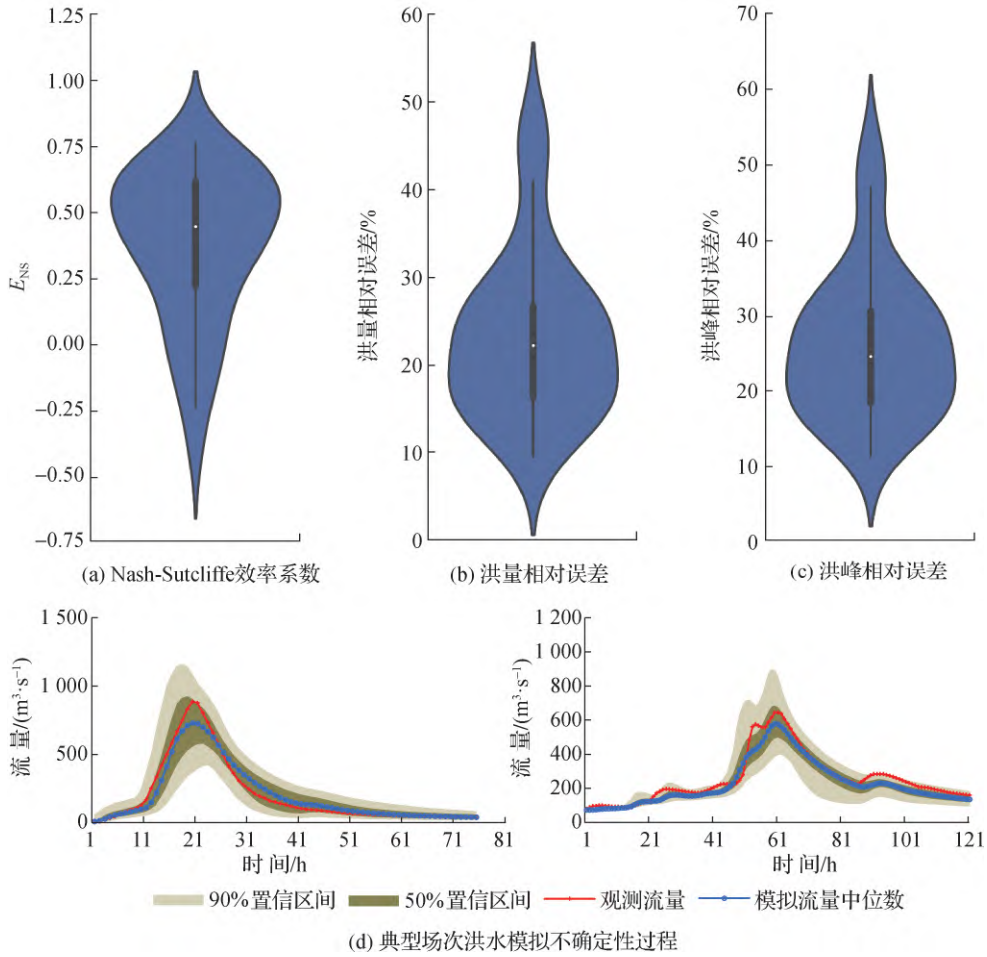 1.25
1.00
0.75
0.50
0.25
0.00
−0.25
−0.50
−0.75
E_NS
(a) Nash-Sutcliffe效率系数
60
50
40
30
20
10
0
洪量相对误差/%
(b) 洪量相对误差
70
60
50
40
30
20
10
0
洪峰相对误差/%
(c) 洪峰相对误差
1 500
1 000
500
0
流 量/(m³·s⁻¹)
1 11 21 31 41 51 61 71 81
时 间/h
1 200
1 000
800
600
400
200
0
流 量/(m³·s⁻¹)
1 21 41 61 81 101 121
时 间/h
90%置信区间 50%置信区间 观测流量 模拟流量中位数
(d) 典型场次洪水模拟不确定性过程